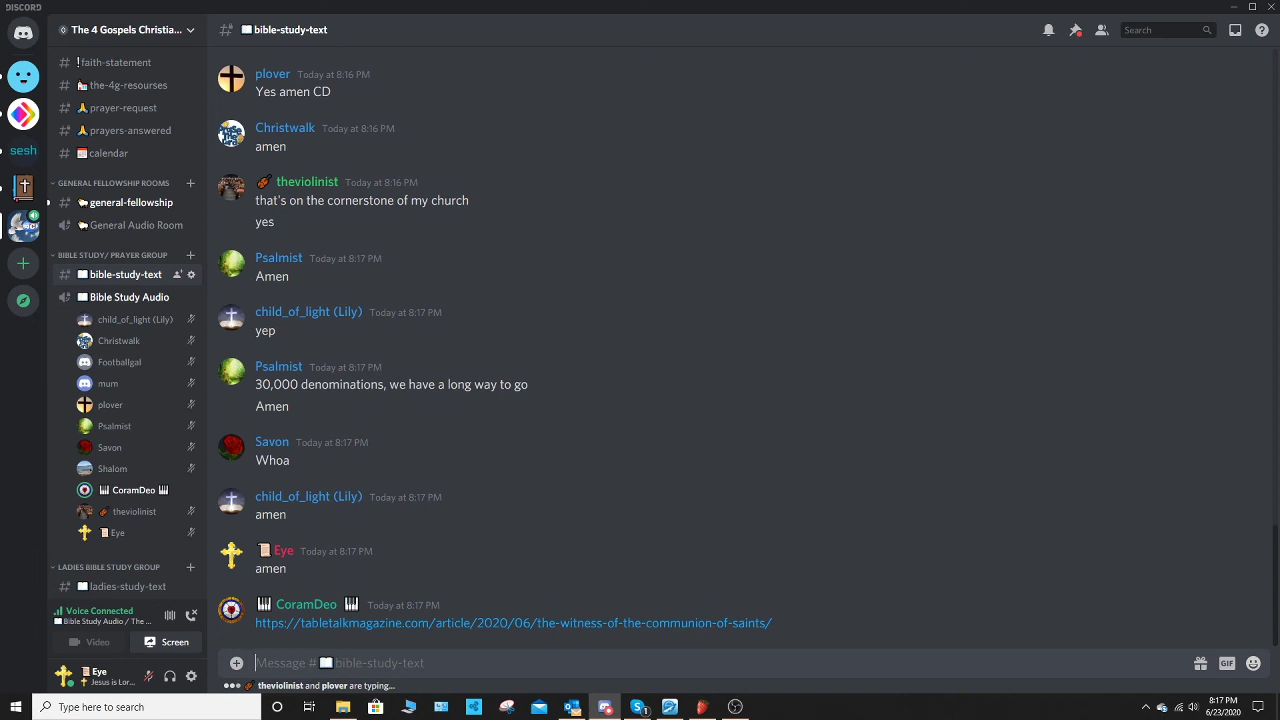 DISCORD
The 4 Gospels Christia...
bible-study-text
Search
faith-statement
the-4g-resourses
prayer-request
prayers-answered
calendar
GENERAL FELLOWSHIP ROOMS
general-fellowship
General Audio Room
BIBLE STUDY/ PRAYER GROUP
bible-study-text
Bible Study Audio
child_of_light (Lily)
Christwalk
Footballgal
mum
plover
Psalmist
Savon
Shalom
CoramDeo
theviolinist
Eye
LADIES BIBLE STUDY GROUP
ladies-study-text
Voice Connected
Bible Study Audio / The ...
Video
Screen
Eye
Jesus is Lor...
sesh
plover Today at 8:16 PM
Yes amen CD
Christwalk Today at 8:16 PM
amen
theviolinist Today at 8:16 PM
that's on the cornerstone of my church
yes
Psalmist Today at 8:17 PM
Amen
child_of_light (Lily) Today at 8:17 PM
yep
Psalmist Today at 8:17 PM
30,000 denominations, we have a long way to go
Amen
Savon Today at 8:17 PM
Whoa
child_of_light (Lily) Today at 8:17 PM
amen
Eye Today at 8:17 PM
amen
CoramDeo Today at 8:17 PM
https://tabletalkmagazine.com/article/2020/06/the-witness-of-the-communion-of-saints/
Message # bible-study-text
GIF
theviolinist and plover are typing...
Type here to search
8:17 PM
6/23/2020